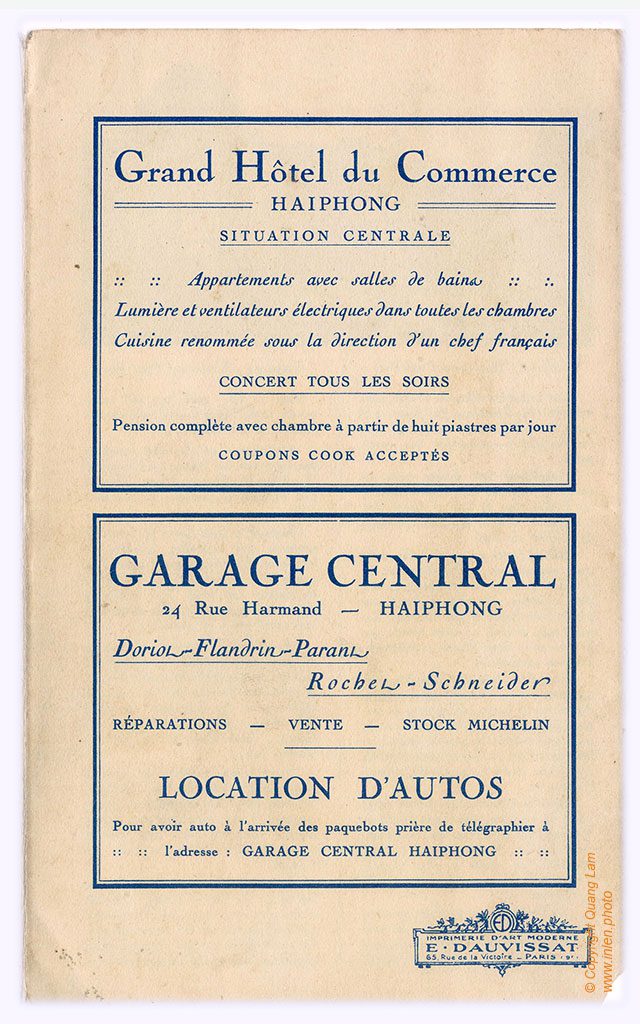 Grand Hôtel du Commerce
HAIPHONG
SITUATION CENTRALE
:: :: Appartements avec salles de bains :: :.
Lumière et ventilateurs électriques dans toutes les chambres
Cuisine renommée sous la direction d'un chef français
CONCERT TOUS LES SOIRS
Pension complète avec chambre à partir de huit piastres par jour
COUPONS COOK ACCEPTÉS
GARAGE CENTRAL
24 Rue Harmand — HAIPHONG
Doriot-Flandrin-Parant
Rochet-Schneider
RÉPARATIONS — VENTE — STOCK MICHELIN
LOCATION D'AUTOS
Pour avoir auto à l'arrivée des paquebots prière de télégraphier à
:: :: l'adresse : GARAGE CENTRAL HAIPHONG :: ::
ED
IMPRIMERIE D'ART MODERNE
E. DAUVISSAT
65, Rue de la Victoire _ PARIS
© Copyright Quang Lam
www.inlen.photo